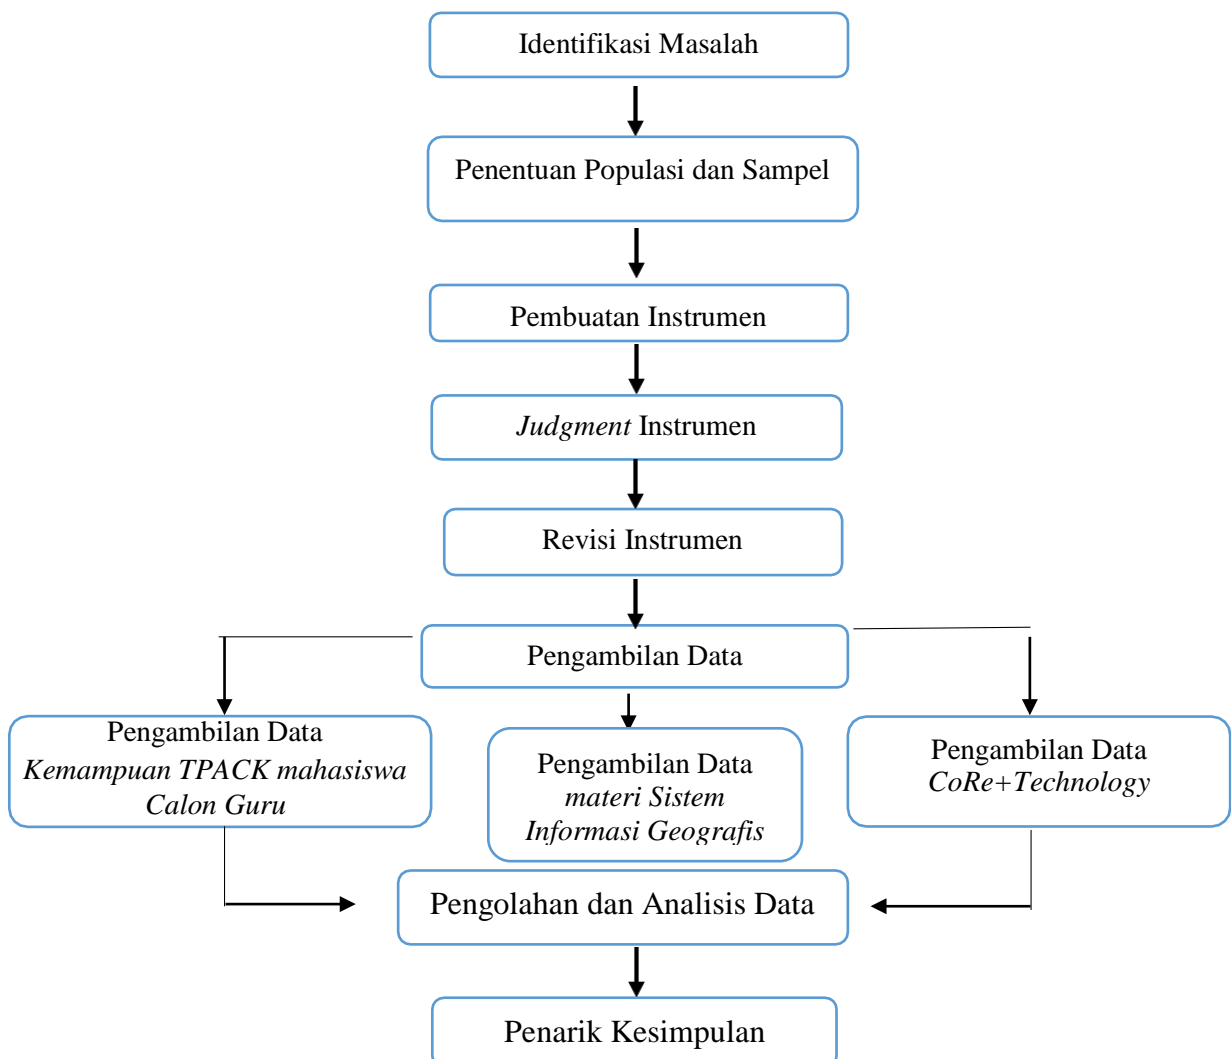 Identifikasi Masalah
Penentuan Populasi dan Sampel
Pembuatan Instrumen
Judgment Instrumen
Revisi Instrumen
Pengambilan Data
Pengambilan Data
Kemampuan TPACK mahasiswa
Calon Guru
Pengambilan Data
materi Sistem
Informasi Geografis
Pengambilan Data
CoRe+Technology
Pengolahan dan Analisis Data
Penarik Kesimpulan